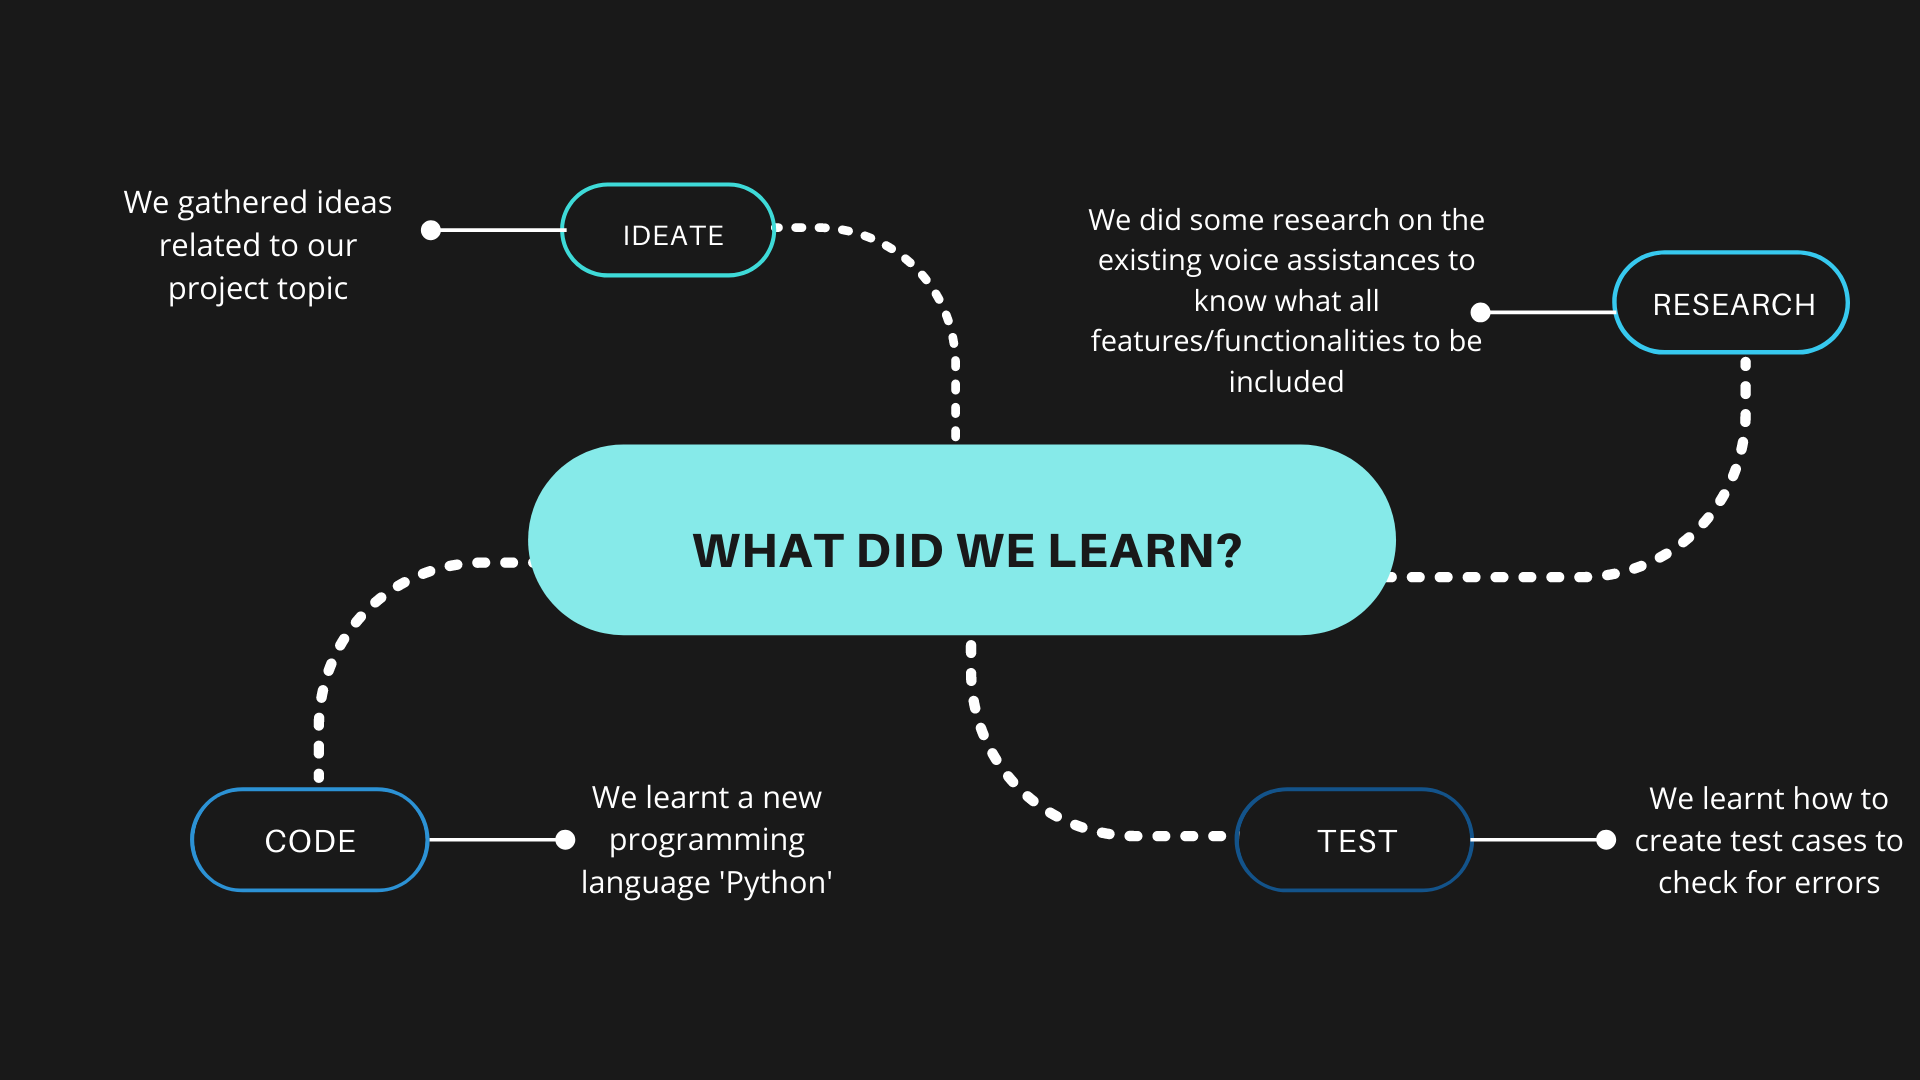 We gathered ideas
related to our
project topic
IDEATE
We did some research on the
existing voice assistances to
know what all
features/functionalities to be
included
RESEARCH
WHAT DID WE LEARN?
CODE
We learnt a new
programming
language 'Python'
TEST
We learnt how to
create test cases to
check for errors